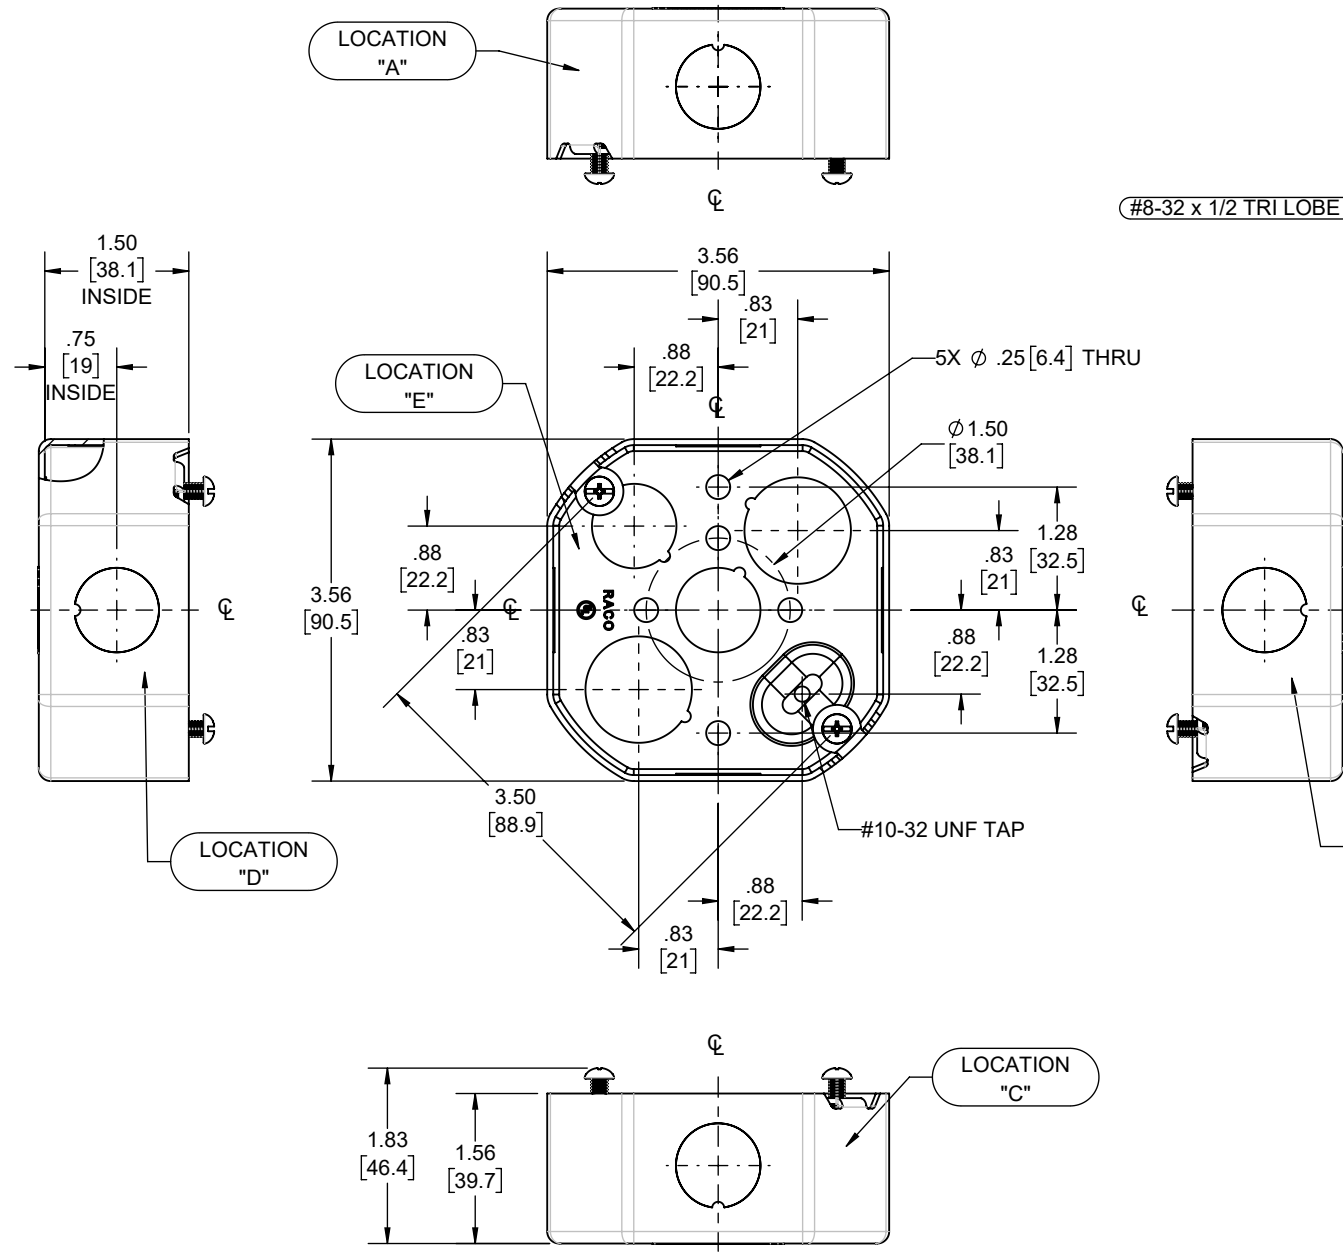 LOCATION
"A"
℄
#8-32 x 1/2 TRI LOBE
1.50
[38.1]
INSIDE
.75
[19]
INSIDE
3.56
[90.5]
.83
[21]
.88
[22.2]
℄
5X Ø .25[6.4] THRU
LOCATION
"E"
Ø1.50
[38.1]
.88
[22.2]
3.56
[90.5]
℄
℄
.83
[21]
RACO
UL
1.28
[32.5]
.83
[21]
℄
.88
[22.2]
1.28
[32.5]
3.50
[88.9]
#10-32 UNF TAP
LOCATION
"D"
.88
[22.2]
.83
[21]
℄
LOCATION
"C"
1.83
[46.4]
1.56
[39.7]